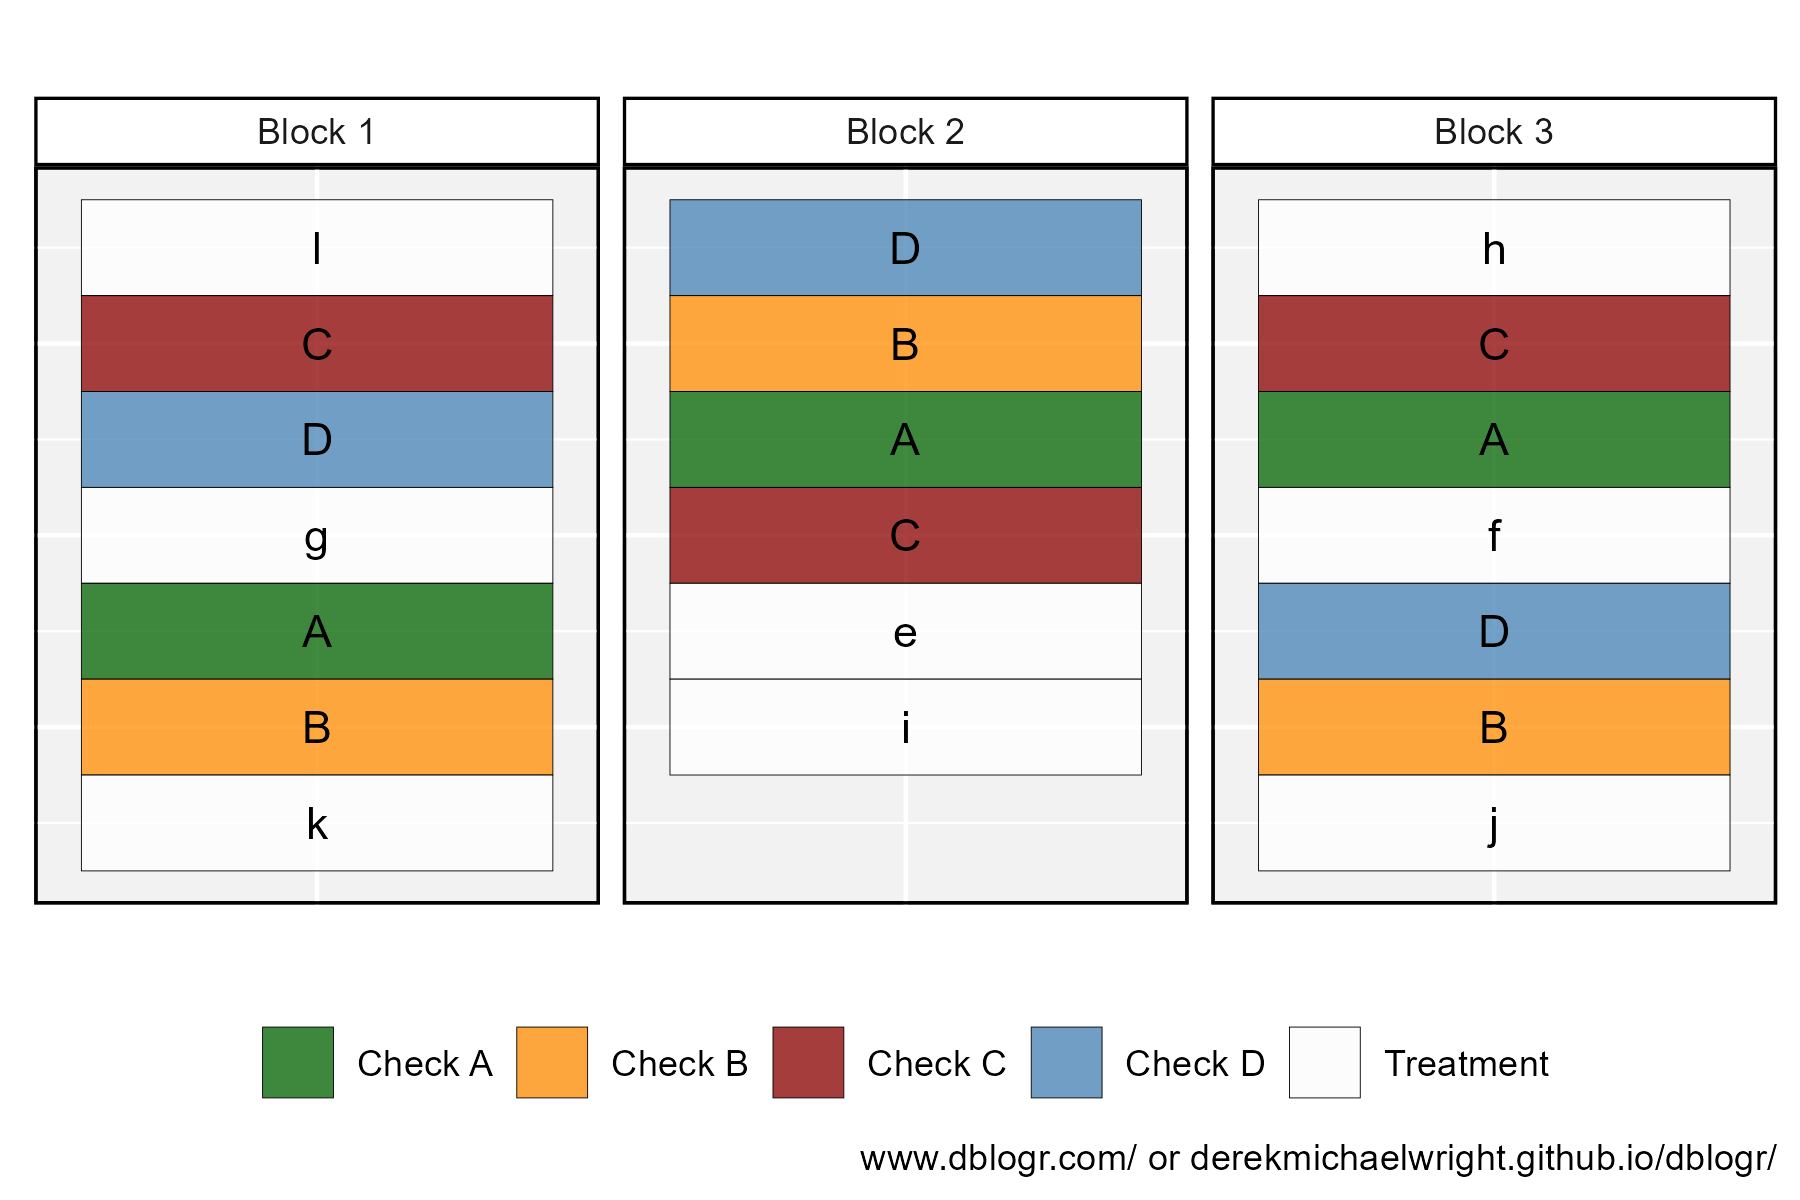 Block 1
l
C
D
g
A
B
k
Block 2
D
B
A
C
e
i
Block 3
h
C
A
f
D
B
j
Check A Check B Check C Check D Treatment
www.dblogr.com/ or derekmichaelwright.github.io/dblogr/